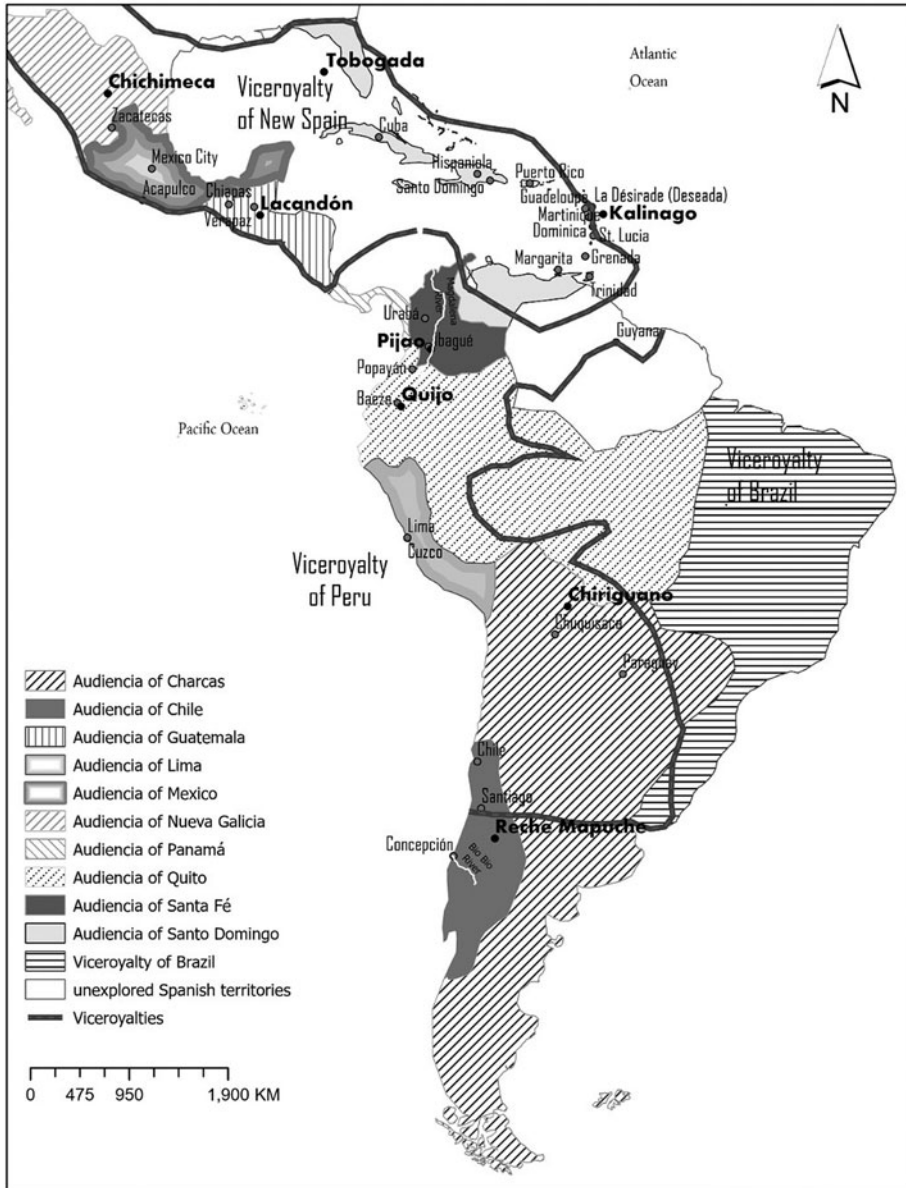 Atlantic
Ocean
N
Tobogada
Chichimeca
Viceroyalty
of New Spain
Zacatecas
Cuba
Mexico City
Hispaniola
Puerto Rico
Santo Domingo
Guadeloupe
La Désirade (Deseada)
Acapulco
Chiapas
Lacandón
Martinique
Kalinago
Verapaz
Dominica
St. Lucia
Margarita
Grenada
Trinidad
Urabá
Magdalena
River
Guyana
Pijao
Ibagué
Popayán
Baeza
Quijo
Pacific Ocean
Viceroyalty
of Brazil
Lima
Cuzco
Viceroyalty
of Peru
Chiriguano
Chuquisaca
Paraguay
Chile
Santiago
Reche Mapuche
Concepción
Bio Bio
River
Audiencia of Charcas
Audiencia of Chile
Audiencia of Guatemala
Audiencia of Lima
Audiencia of Mexico
Audiencia of Nueva Galicia
Audiencia of Panamá
Audiencia of Quito
Audiencia of Santa Fé
Audiencia of Santo Domingo
Viceroyalty of Brazil
unexplored Spanish territories
Viceroyalties
0 475 950 1,900 KM